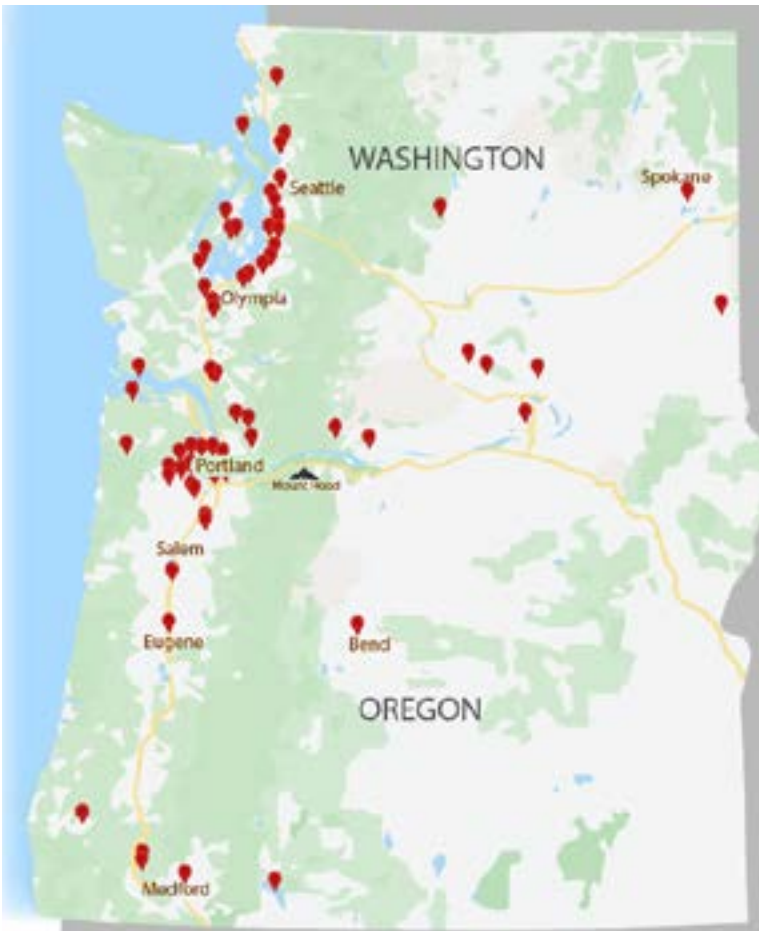 WASHINGTON
Spokane
Seattle
Olympia
Portland
Mount Hood
Salem
Eugene
Bend
OREGON
Medford